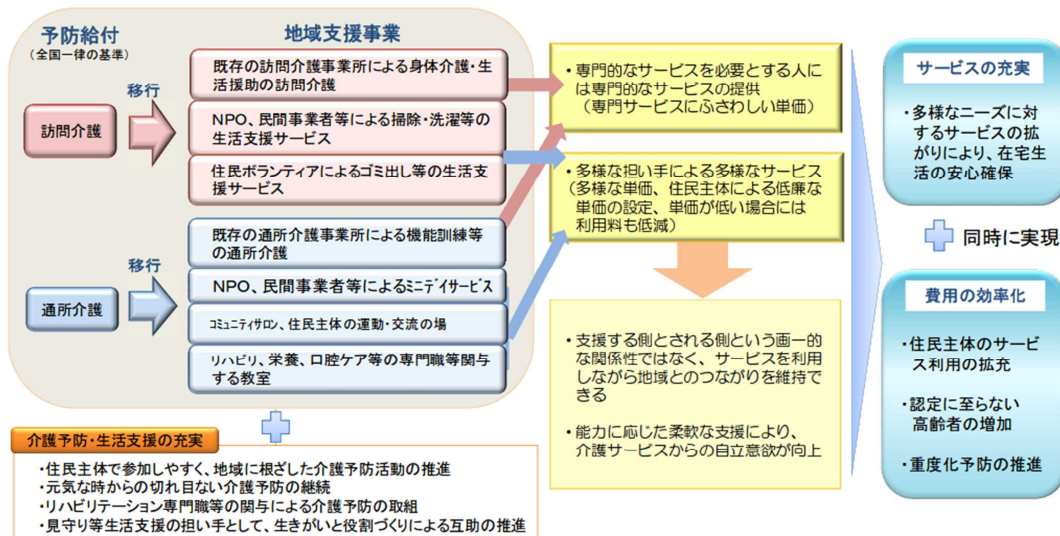 予防給付
(全国一律の基準)
地域支援事業
移行
訪問介護
既存の訪問介護事業所による身体介護・生
活援助の訪問介護
NPO、民間事業者等による掃除・洗濯等の
生活支援サービス
住民ボランティアによるゴミ出し等の生活支
援サービス
移行
通所介護
既存の通所介護事業所による機能訓練等
の通所介護
NPO、民間事業者等によるミニデイサービス
コミュニティサロン、住民主体の運動・交流の場
リハビリ、栄養、口腔ケア等の専門職等関与
する教室
介護予防・生活支援の充実
・住民主体で参加しやすく、地域に根ざした介護予防活動の推進
・元気な時からの切れ目ない介護予防の継続
・リハビリテーション専門職等の関与による介護予防の取組
・見守り等生活支援の担い手として、生きがいと役割づくりによる互助の推進
・専門的なサービスを必要とする人に
は専門的なサービスの提供
(専門サービスにふさわしい単価)
・多様な担い手による多様なサービス
(多様な単価、住民主体による低廉な
単価の設定、単価が低い場合には
利用料も低減)
・支援する側とされる側という画一的
な関係性ではなく、サービスを利用
しながら地域とのつながりを維持で
きる
・能力に応じた柔軟な支援により、
介護サービスからの自立意欲が向上
サービスの充実
・多様なニーズに対
するサービスの拡
がりにより、在宅生
活の安心確保
同時に実現
費用の効率化
・住民主体のサービ
ス利用の拡充
・認定に至らない
高齢者の増加
・重度化予防の推進